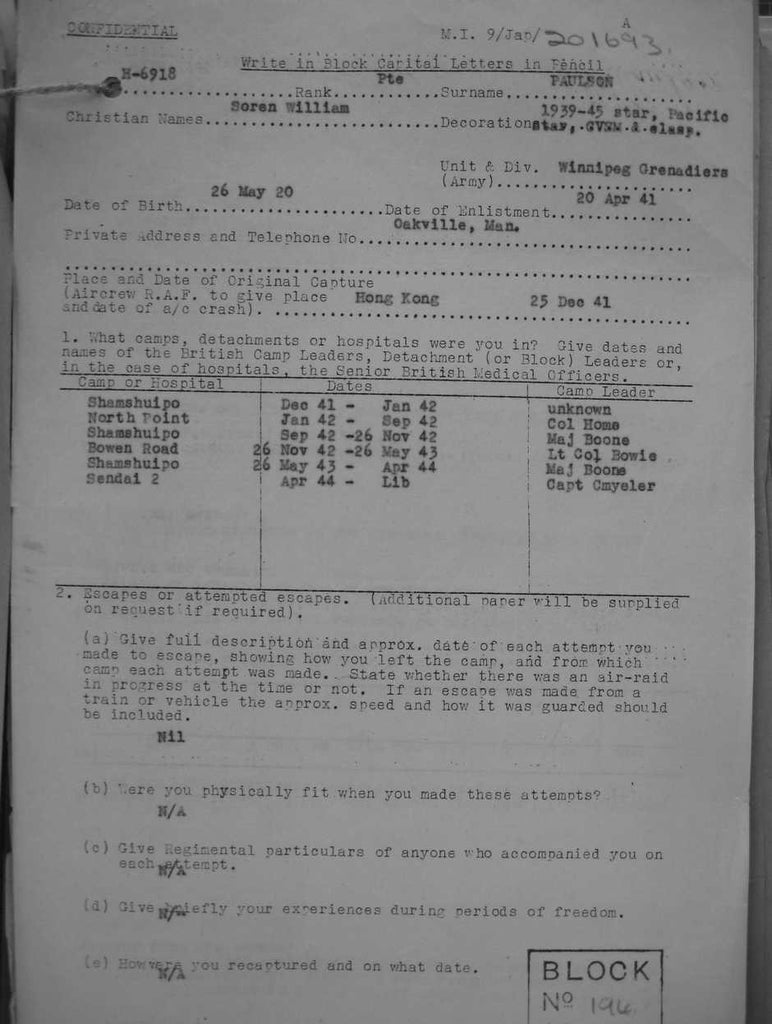 CONFIDENTIAL
M.I. 9/Jap/ A 201693
Write in Block Capital Letters in Pencil
H-6918 Rank Pte Surname PAULSON
Christian Names Soren William Decorations 1939-45 star, Pacific
star, GVSM & clasp.
Unit & Div. Winnipeg Grenadiers
(Army)
Date of Birth 26 May 20 Date of Enlistment 20 Apr 41
Private Address and Telephone No. Oakville, Man.
Place and Date of Original Capture
(Aircrew R.A.F. to give place Hong Kong 25 Dec 41
and date of a/c crash).
1. What camps, detachments or hospitals were you in? Give dates and
names of the British Camp Leaders, Detachment (or Block) Leaders or,
in the case of hospitals, the Senior British Medical Officers.
Camp or Hospital Dates Camp Leader
Shamshuipo Dec 41 - Jan 42 unknown
North Point Jan 42 - Sep 42 Col Home
Shamshuipo Sep 42 -26 Nov 42 Maj Boone
Bowen Road 26 Nov 42 -26 May 43 Lt Col Bowie
Shamshuipo 26 May 43 - Apr 44 Maj Boone
Sendai 2 Apr 44 - Lib Capt Cmyeler
2. Escapes or attempted escapes. (Additional paper will be supplied
on request if required).
(a) Give full description and approx. date of each attempt you
made to escape, showing how you left the camp, and from which
camp each attempt was made. State whether there was an air-raid
in progress at the time or not. If an escape was made from a
train or vehicle the approx. speed and how it was guarded should
be included.
Nil
(b) Were you physically fit when you made these attempts?
N/A
(c) Give Regimental particulars of anyone who accompanied you on
each attempt.
N/A
(d) Give briefly your experiences during periods of freedom.
N/A
(e) How were you recaptured and on what date.
N/A
BLOCK
Nº 196